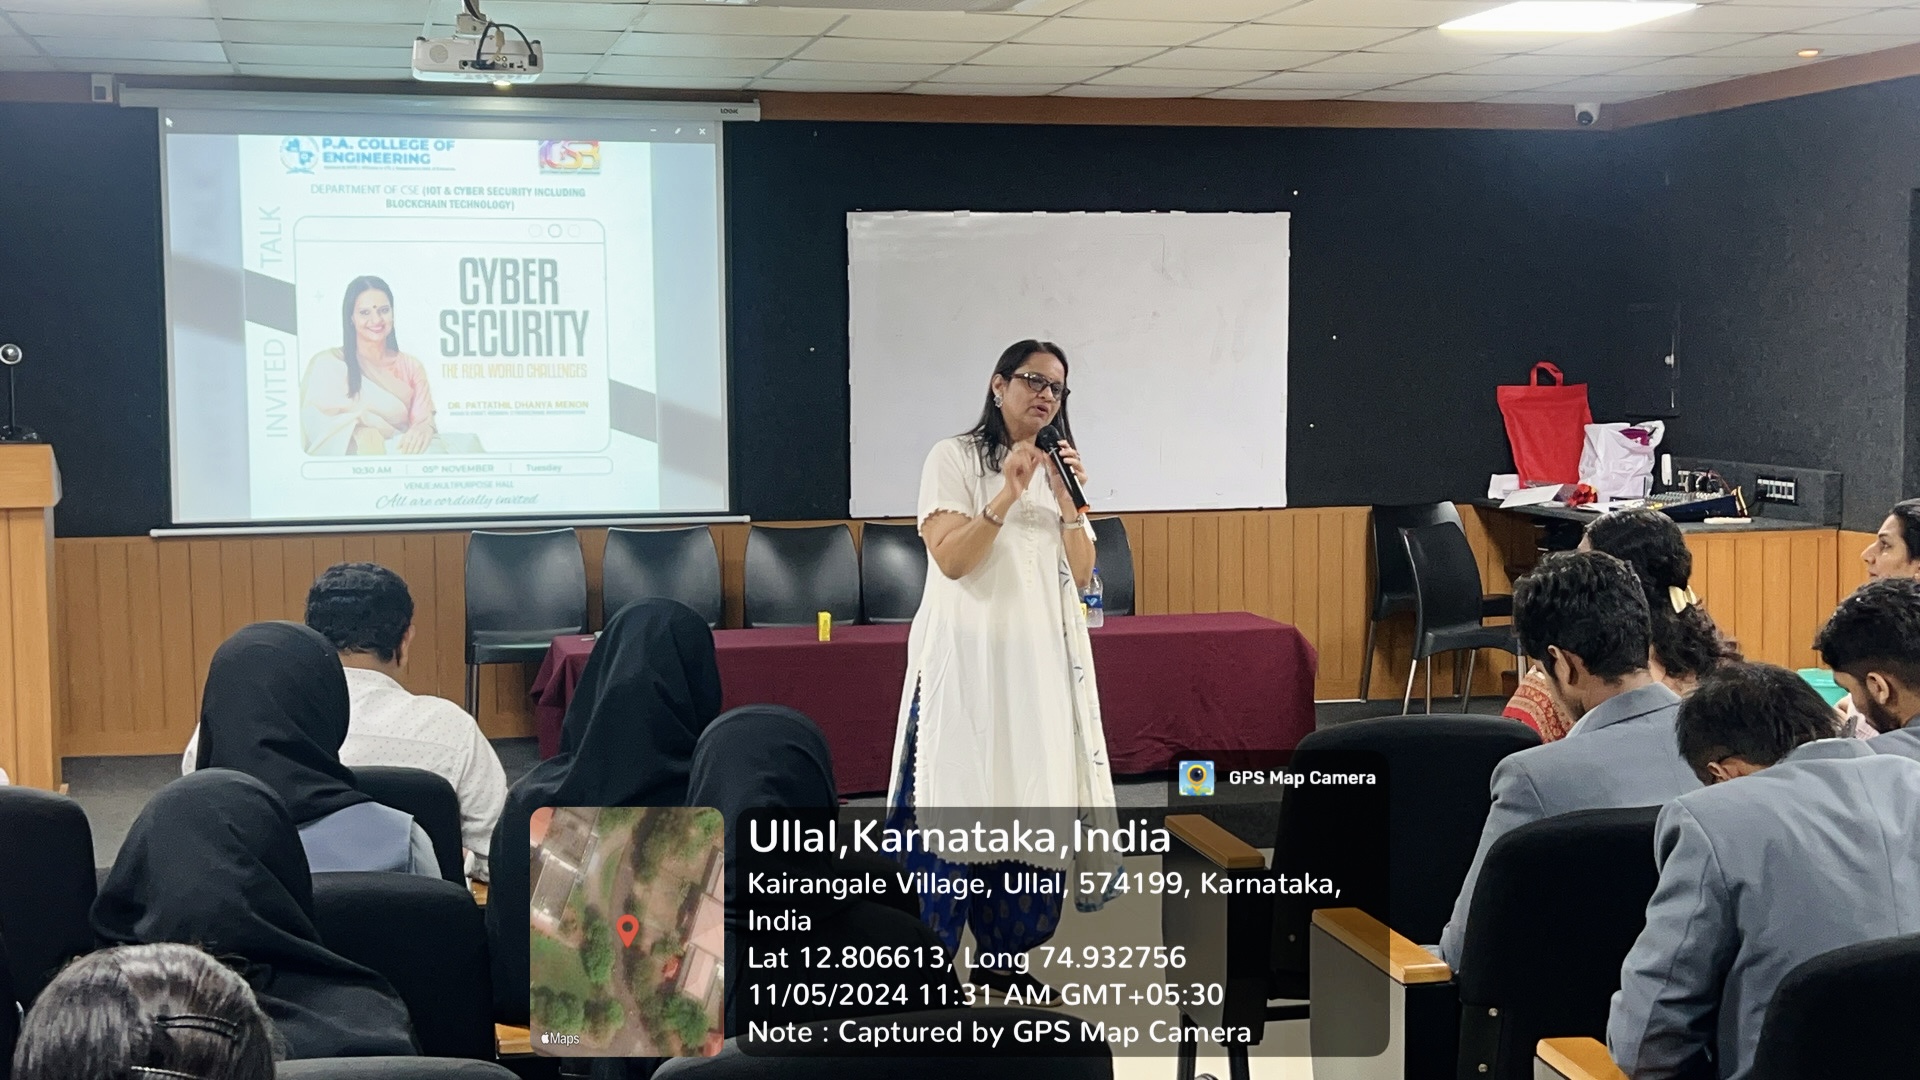 LOOK
P.A. COLLEGE OF
ENGINEERING
DEPARTMENT OF CSE (IOT & CYBER SECURITY INCLUDING
BLOCKCHAIN TECHNOLOGY)
INVITED TALK
CYBER
SECURITY
THE REAL WORLD CHALLENGES
DR. PATTATHIL DHANYA MENON
10:30 AM | 05th NOVEMBER | Tuesday
VENUE:MULTIPURPOSE HALL
All are cordially invited
GPS Map Camera
Ullal,Karnataka,India
Kairangale Village, Ullal, 574199, Karnataka,
India
Lat 12.806613, Long 74.932756
11/05/2024 11:31 AM GMT+05:30
Note : Captured by GPS Map Camera
Maps